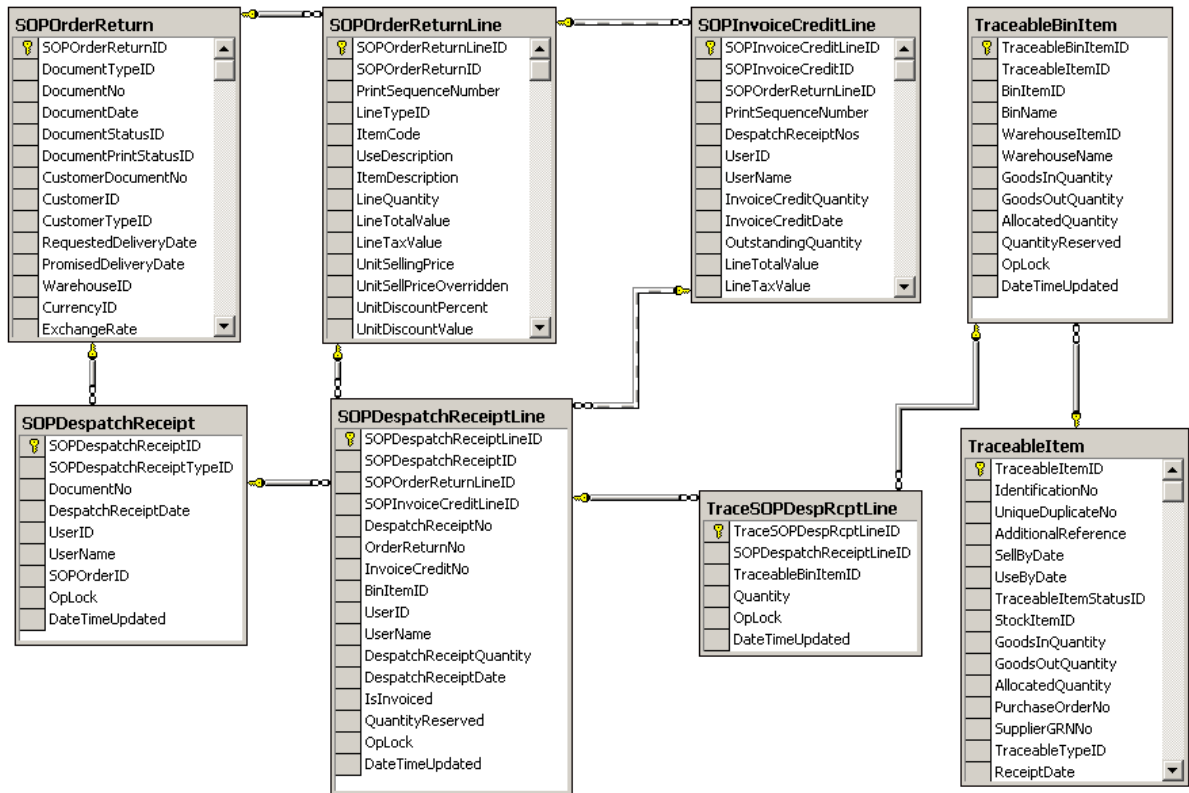 SOPOrderReturn
SOPOrderReturnID
DocumentTypeID
DocumentNo
DocumentDate
DocumentStatusID
DocumentPrintStatusID
CustomerDocumentNo
CustomerID
CustomerTypeID
RequestedDeliveryDate
PromisedDeliveryDate
WarehouseID
CurrencyID
ExchangeRate
SOPOrderReturnLine
SOPOrderReturnLineID
SOPOrderReturnID
PrintSequenceNumber
LineTypeID
ItemCode
UseDescription
ItemDescription
LineQuantity
LineTotalValue
LineTaxValue
UnitSellingPrice
UnitSellPriceOverridden
UnitDiscountPercent
UnitDiscountValue
SOPInvoiceCreditLine
SOPInvoiceCreditLineID
SOPInvoiceCreditID
SOPOrderReturnLineID
PrintSequenceNumber
DespatchReceiptNos
UserID
UserName
InvoiceCreditQuantity
InvoiceCreditDate
OutstandingQuantity
LineTotalValue
LineTaxValue
TraceableBinItem
TraceableBinItemID
TraceableItemID
BinItemID
BinName
WarehouseItemID
WarehouseName
GoodsInQuantity
GoodsOutQuantity
AllocatedQuantity
QuantityReserved
OpLock
DateTimeUpdated
SOPDespatchReceipt
SOPDespatchReceiptID
SOPDespatchReceiptTypeID
DocumentNo
DespatchReceiptDate
UserID
UserName
SOPOrderID
OpLock
DateTimeUpdated
SOPDespatchReceiptLine
SOPDespatchReceiptLineID
SOPDespatchReceiptID
SOPOrderReturnLineID
SOPInvoiceCreditLineID
DespatchReceiptNo
OrderReturnNo
InvoiceCreditNo
BinItemID
UserID
UserName
DespatchReceiptQuantity
DespatchReceiptDate
IsInvoiced
QuantityReserved
OpLock
DateTimeUpdated
TraceSOPDespRcptLine
TraceSOPDespRcptLineID
SOPDespatchReceiptLineID
TraceableBinItemID
Quantity
OpLock
DateTimeUpdated
TraceableItem
TraceableItemID
IdentificationNo
UniqueDuplicateNo
AdditionalReference
SellByDate
UseByDate
TraceableItemStatusID
StockItemID
GoodsInQuantity
GoodsOutQuantity
AllocatedQuantity
PurchaseOrderNo
SupplierGRNNo
TraceableTypeID
ReceiptDate